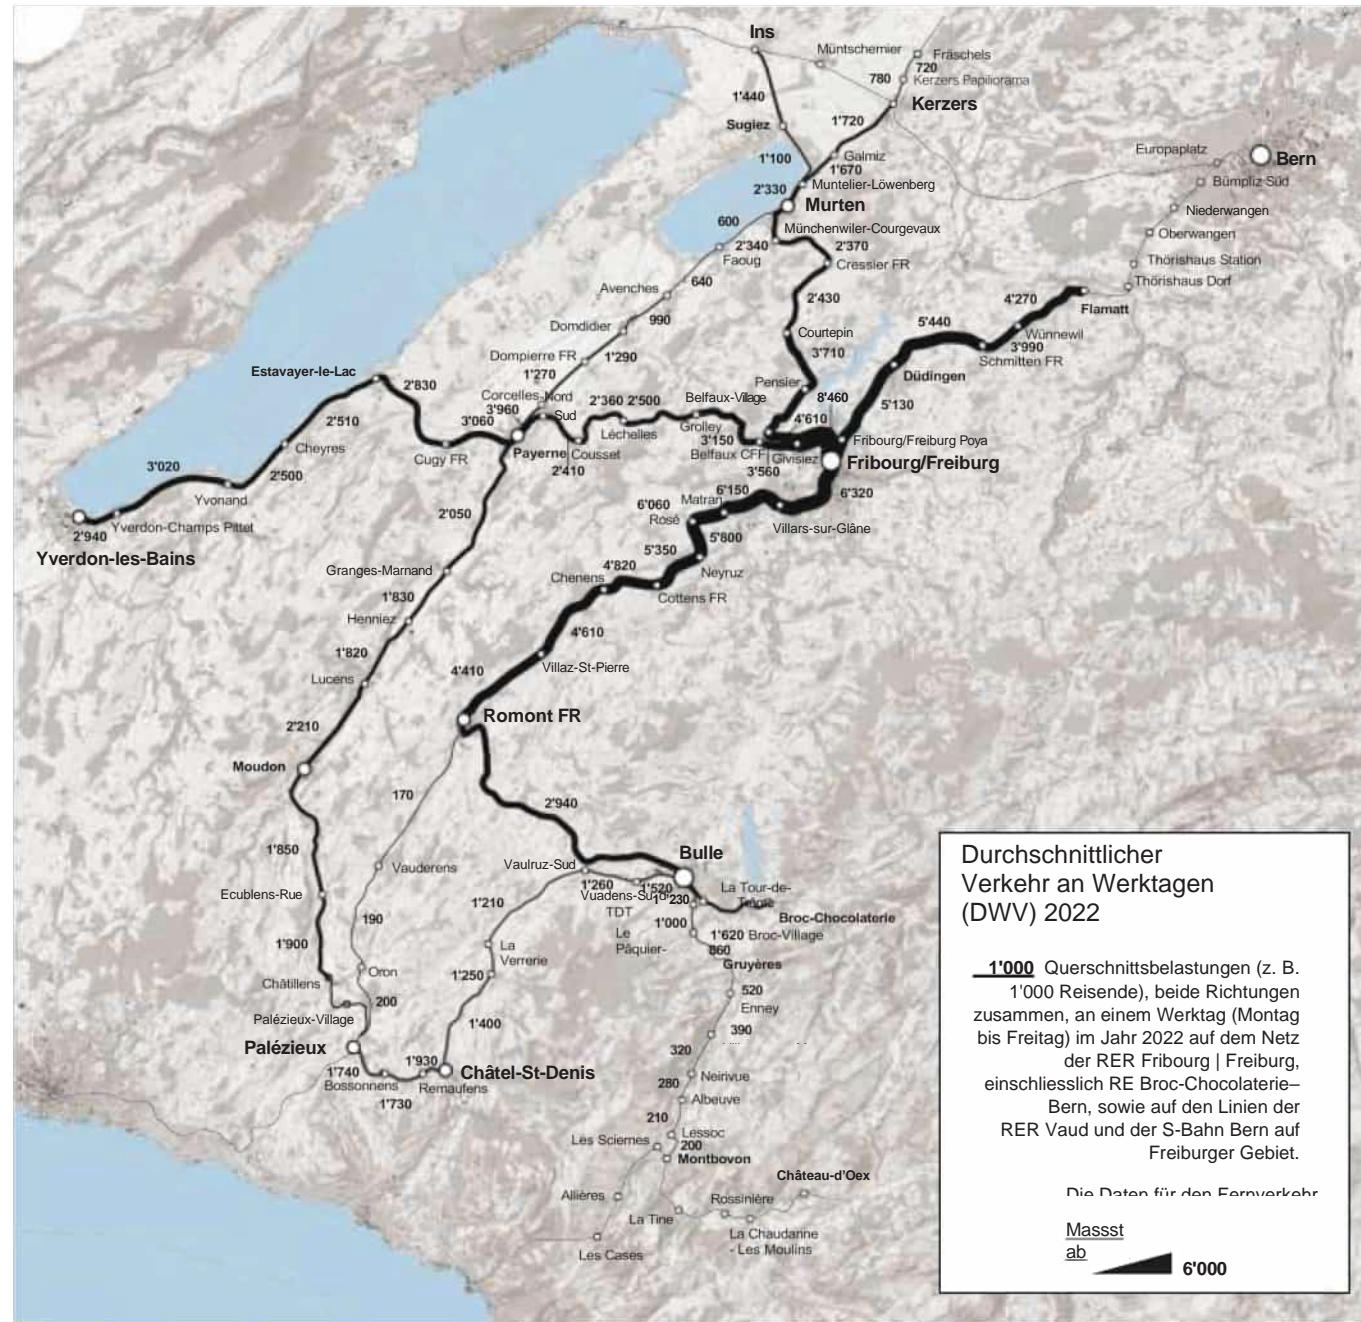 Ins
Müntschemier
Fräschels
720
780
Kerzers Papiliorama
Kerzers
1'440
Sugiez
1'720
1'100
Galmiz
1'670
Muntelier-Löwenberg
2'330
Murten
Europaplatz
Bern
Bümpliz Süd
Niederwangen
Oberwangen
Thörishaus Station
Thörishaus Dorf
600
Münchenwiler-Courgevaux
2'340
2'370
Faoug
Cressier FR
640
Avenches
2'430
4'270
Flamatt
990
Domdidier
5'440
Wünnewil
3'990
Courtepin
Schmitten FR
1'290
3'710
Dompierre FR
Düdingen
1'270
Estavayer-le-Lac
2'830
Pensier
8'460
5'130
Corcelles-Nord
2'360
2'500
Belfaux-Village
3'960
Sud
4'610
2'510
3'060
Léchelles
Grolley
3'150
Fribourg/Freiburg Poya
Cheyres
Cugy FR
Payerne
Cousset
Belfaux CFF
Givisiez
Fribourg/Freiburg
3'020
2'500
2'410
3'560
Yvonand
6'150
6'320
6'060
Matran
2'050
Rosé
Villars-sur-Glâne
2'940
Yverdon-Champs Pittet
5'800
Yverdon-les-Bains
5'350
Granges-Marnand
4'820
Neyruz
Chenens
Cottens FR
1'830
Henniez
4'610
1'820
4'410
Villaz-St-Pierre
Lucens
2'210
Romont FR
Moudon
170
2'940
1'850
Bulle
Vauderens
Vaulruz-Sud
Ecublens-Rue
1'260
1'520
La Tour-de-
Vuadens-Sud
1'230
Trême
1'210
TDT
190
1'000
Broc-Chocolaterie
Le
1'620
Broc-Village
1'900
La
Verrerie
Pâquier-
860
Gruyères
Oron
1'250
Châtillens
520
200
Enney
Palézieux-Village
1'400
390
Palézieux
320
1'930
Châtel-St-Denis
1'740
Bossonnens
Remaufens
280
Neirivue
1'730
Albeuve
210
Lessoc
Les Sciernes
200
Montbovon
Château-d'Oex
Allières
Rossinière
La Tine
La Chaudanne
- Les Moulins
Les Cases
Durchschnittlicher
Verkehr an Werktagen
(DWV) 2022
1'000 Querschnittsbelastungen (z. B.
1'000 Reisende), beide Richtungen
zusammen, an einem Werktag (Montag
bis Freitag) im Jahr 2022 auf dem Netz
der RER Fribourg | Freiburg,
einschliesslich RE Broc-Chocolaterie–
Bern, sowie auf den Linien der
RER Vaud und der S-Bahn Bern auf
Freiburger Gebiet.
Die Daten für den Fernverkehr
Massst
ab
6'000